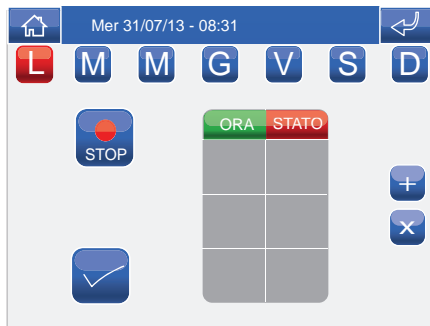 Mer 31/07/13 - 08:31
L M M G V S D
ORA STATO
STOP
+
x